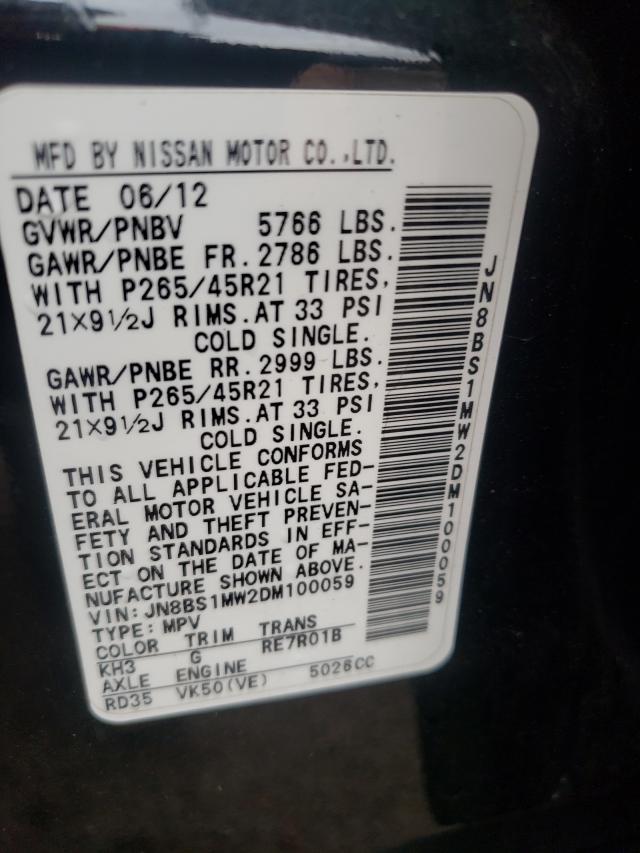 MFD BY NISSAN MOTOR CO.,LTD.
DATE 06/12
GVWR/PNBV 5766 LBS.
GAWR/PNBE FR. 2786 LBS.
WITH P265/45R21 TIRES,
21X9½J RIMS.AT 33 PSI
COLD SINGLE.
GAWR/PNBE RR. 2999 LBS.
WITH P265/45R21 TIRES,
21X9½J RIMS.AT 33 PSI
COLD SINGLE.
THIS VEHICLE CONFORMS
TO ALL APPLICABLE FED-
ERAL MOTOR VEHICLE SA-
FETY AND THEFT PREVEN-
TION STANDARDS IN EFF-
ECT ON THE DATE OF MA-
NUFACTURE SHOWN ABOVE.
VIN: JN8BS1MW2DM100059
TYPE: MPV
COLOR TRIM TRANS
KH3 G RE7R01B
AXLE ENGINE
RD35 VK50(VE) 5026CC
JN8BS1MW2DM100059